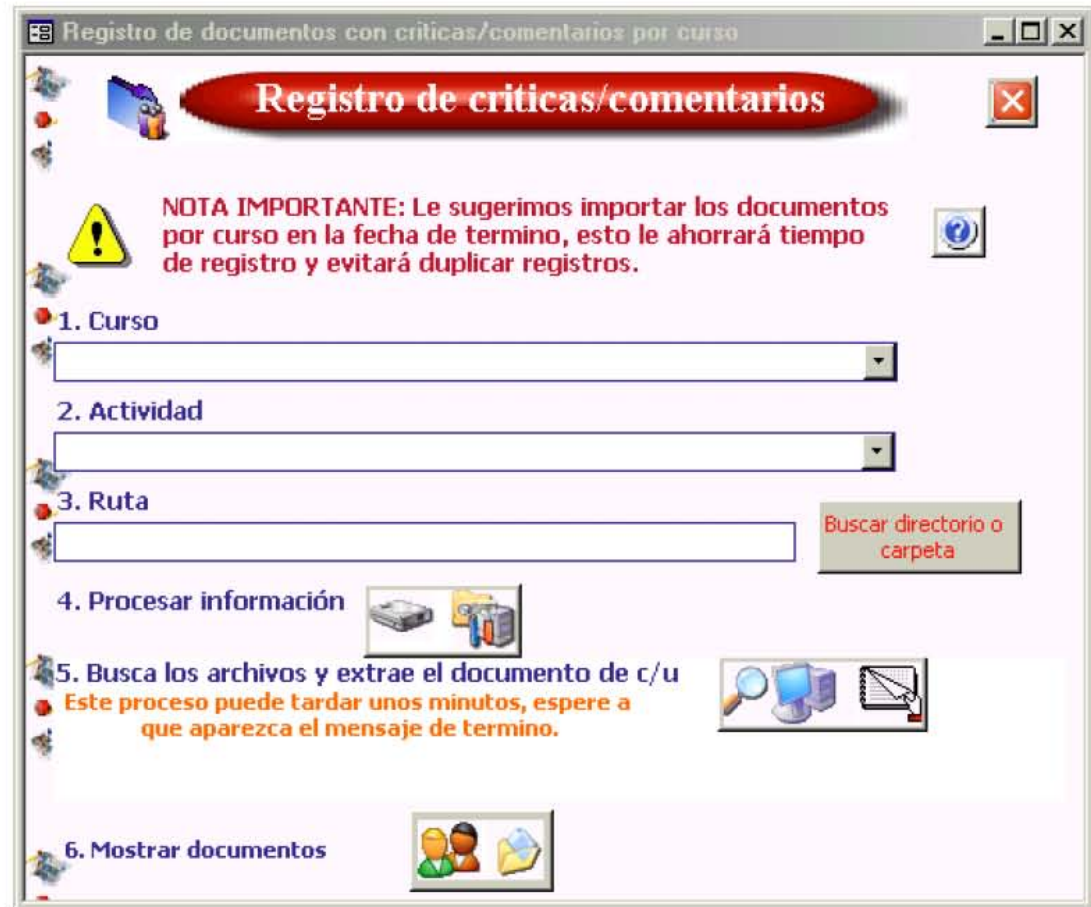 Registro de documentos con criticas/comentarios por curso
Registro de criticas/comentarios
NOTA IMPORTANTE: Le sugerimos importar los documentos
por curso en la fecha de termino, esto le ahorrará tiempo
de registro y evitará duplicar registros.
1. Curso
2. Actividad
3. Ruta
Buscar directorio o
carpeta
4. Procesar información
5. Busca los archivos y extrae el documento de c/u
Este proceso puede tardar unos minutos, espere a
que aparezca el mensaje de termino.
6. Mostrar documentos